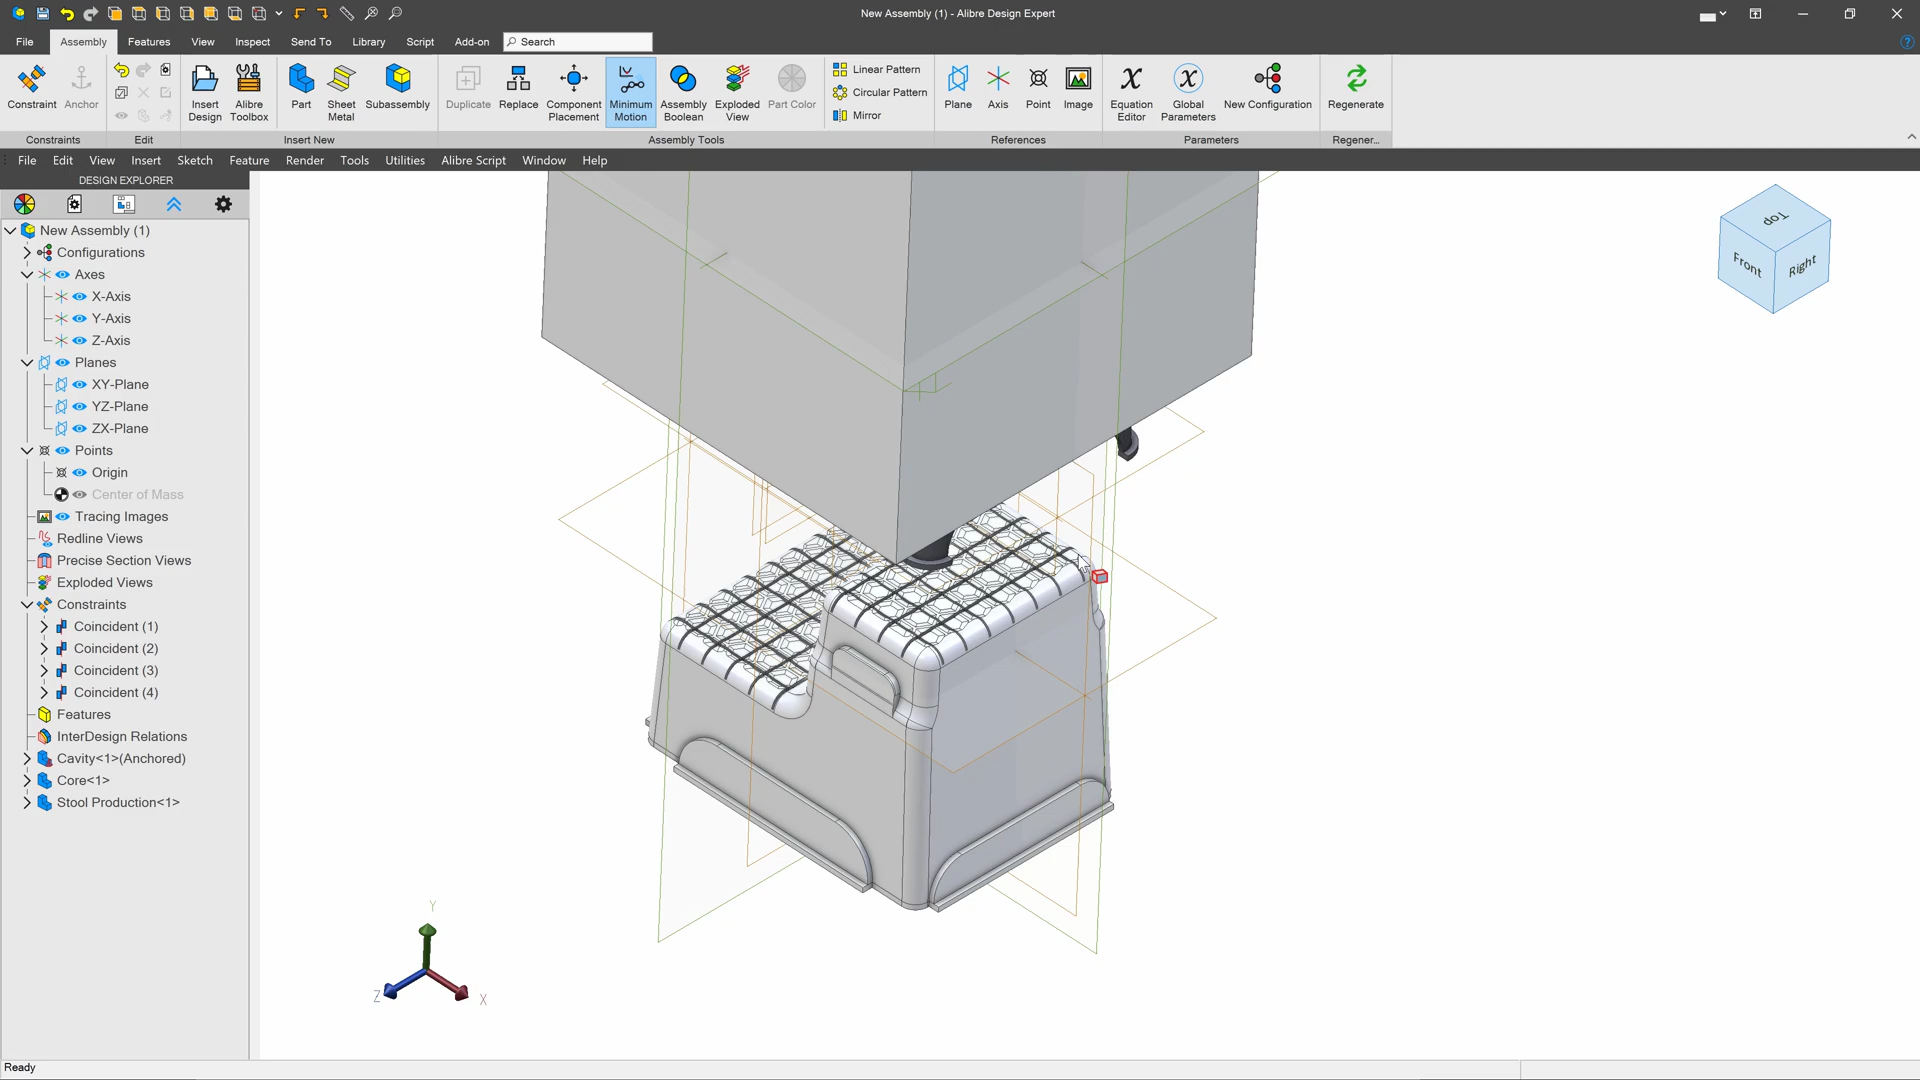 New Assembly (1) - Alibre Design Expert
File Assembly Features View Inspect Send To Library Script Add-on Search
Constraint Anchor
Insert Design Alibre Toolbox Part Sheet Metal Subassembly
Duplicate Replace Component Placement Minimum Motion Assembly Boolean Exploded View Part Color
Linear Pattern
Circular Pattern
Mirror
Plane Axis Point Image
Equation Editor Global Parameters New Configuration Regenerate
Constraints Edit Insert New Assembly Tools References Parameters Regener...
File Edit View Insert Sketch Feature Render Tools Utilities Alibre Script Window Help
DESIGN EXPLORER
New Assembly (1)
Configurations
Axes
X-Axis
Y-Axis
Z-Axis
Planes
XY-Plane
YZ-Plane
ZX-Plane
Points
Origin
Center of Mass
Tracing Images
Redline Views
Precise Section Views
Exploded Views
Constraints
Coincident (1)
Coincident (2)
Coincident (3)
Coincident (4)
Features
InterDesign Relations
Cavity<1>(Anchored)
Core<1>
Stool Production<1>
Top
Front Right
Y
Z X
Ready